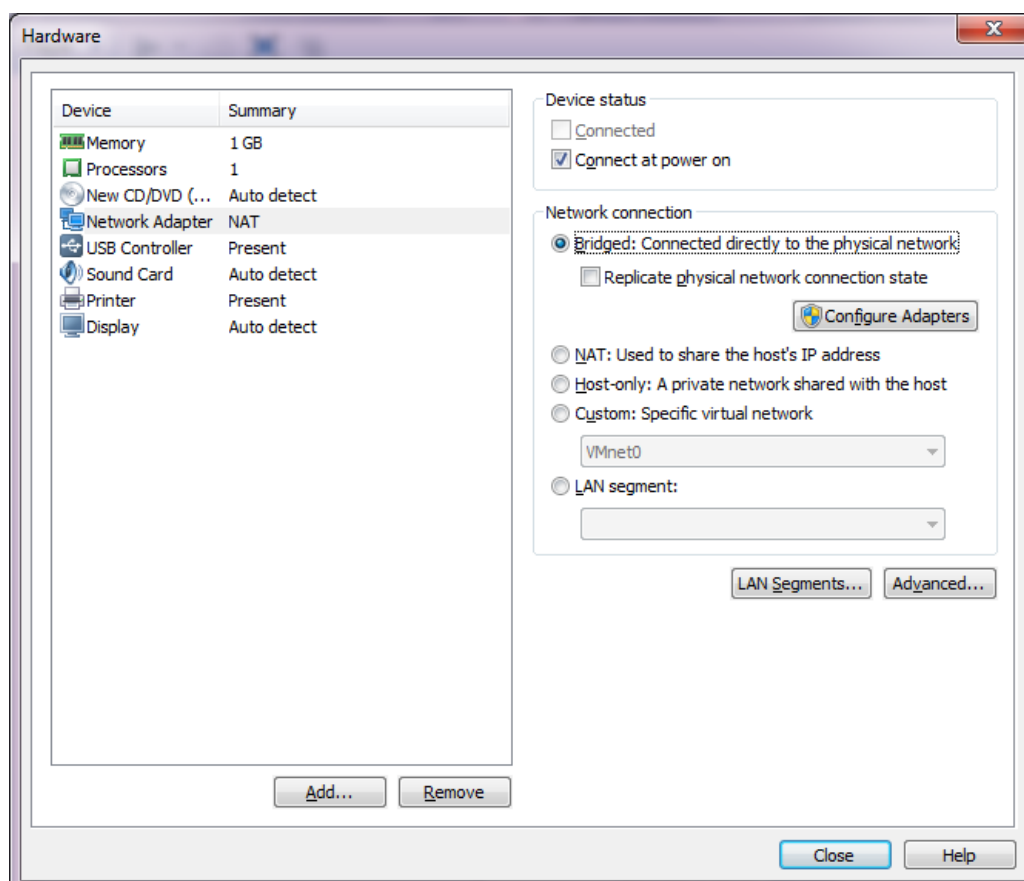 Hardware
Device Summary
Memory 1 GB
Processors 1
New CD/DVD (... Auto detect
Network Adapter NAT
USB Controller Present
Sound Card Auto detect
Printer Present
Display Auto detect
Add... Remove
Device status
Connected
Connect at power on
Network connection
Bridged: Connected directly to the physical network
Replicate physical network connection state
Configure Adapters
NAT: Used to share the host's IP address
Host-only: A private network shared with the host
Custom: Specific virtual network
VMnet0
LAN segment:
LAN Segments... Advanced...
Close Help